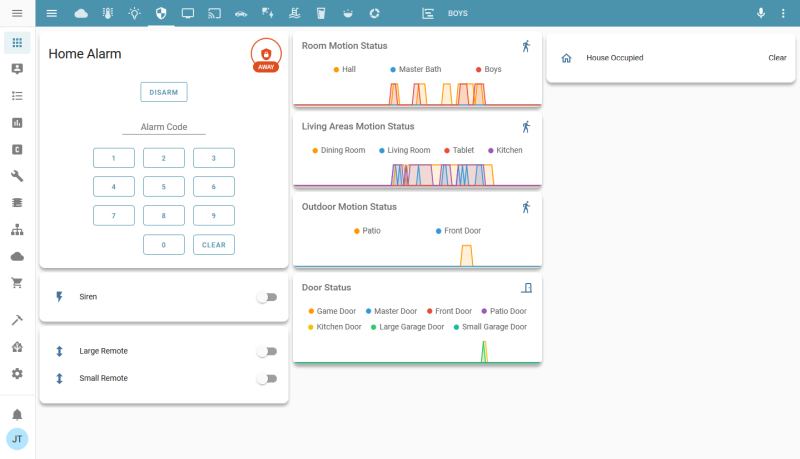 BOYS
Home Alarm
AWAY
DISARM
Alarm Code
1 2 3
4 5 6
7 8 9
0 CLEAR
Siren
Large Remote
Small Remote
Room Motion Status
Hall Master Bath Boys
Living Areas Motion Status
Dining Room Living Room Tablet Kitchen
Outdoor Motion Status
Patio Front Door
Door Status
Game Door Master Door Front Door Patio Door
Kitchen Door Large Garage Door Small Garage Door
House Occupied Clear
C
JT